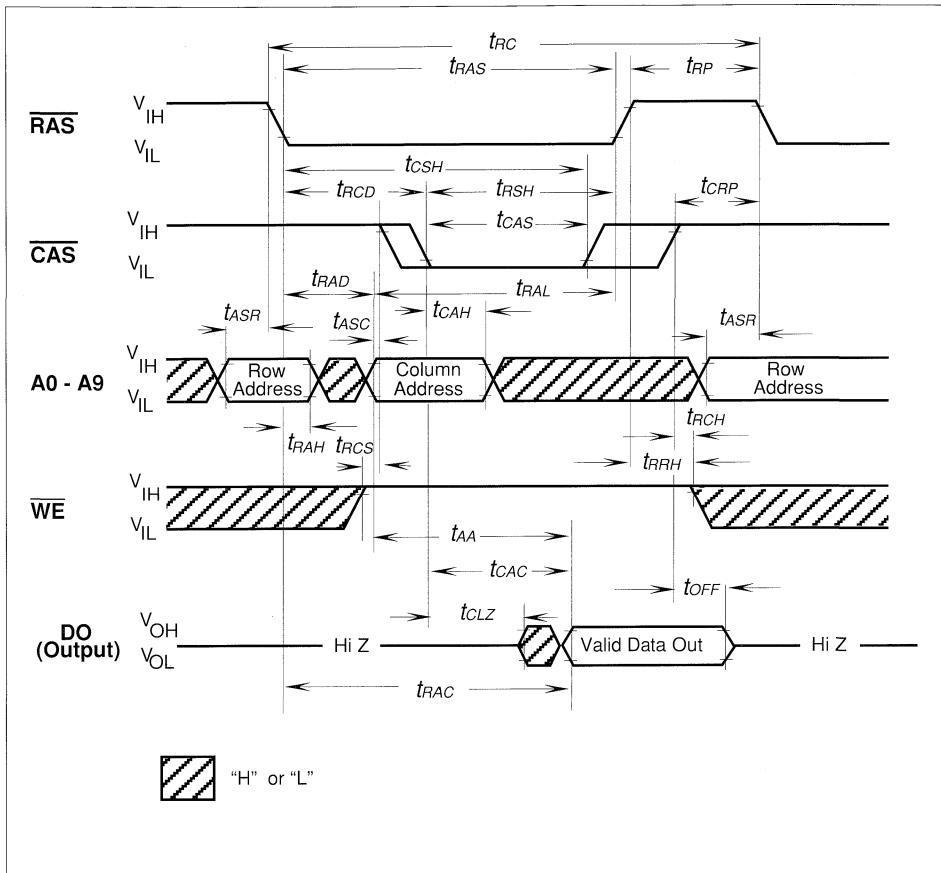 tRC
tRAS tRP
RAS VIH
VIL
tCSH
tRCD tRSH tCRP
tCAS
CAS VIH
VIL
tRAD tRAL
tASR tASC tCAH tASR
A0 - A9 VIH
VIL
Row Address
Column Address
Row Address
tRAH tRCS tRCH
tRRH
WE VIH
VIL
tAA
tCAC tOFF
tCLZ
DO (Output) VOH
VOL
Hi Z Valid Data Out Hi Z
tRAC
"H" or "L"